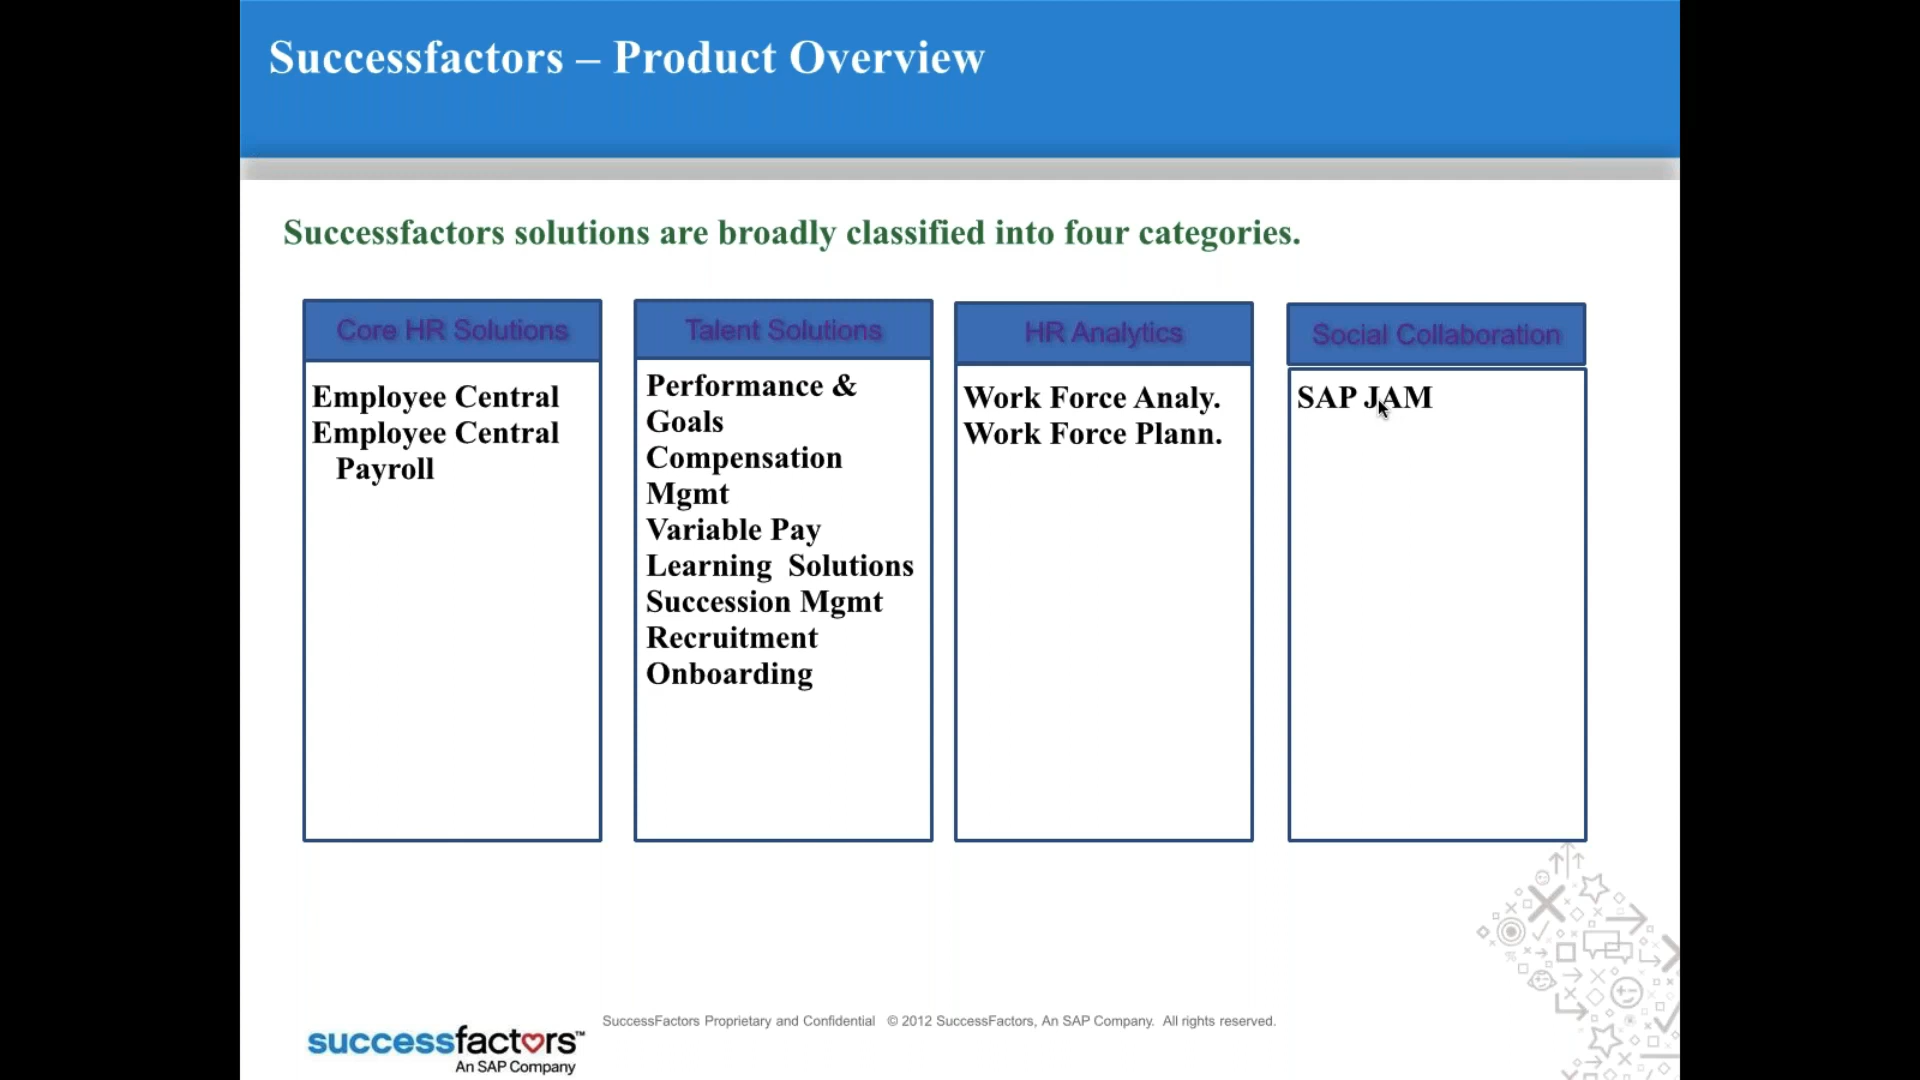 Successfactors – Product Overview
Successfactors solutions are broadly classified into four categories.
Core HR Solutions
Employee Central
Employee Central
Payroll
Talent Solutions
Performance &
Goals
Compensation
Mgmt
Variable Pay
Learning  Solutions
Succession Mgmt
Recruitment
Onboarding
HR Analytics
Work Force Analy.
Work Force Plann.
Social Collaboration
SAP JAM
successfactors™
An SAP Company
SuccessFactors Proprietary and Confidential   © 2012 SuccessFactors, An SAP Company.  All rights reserved.